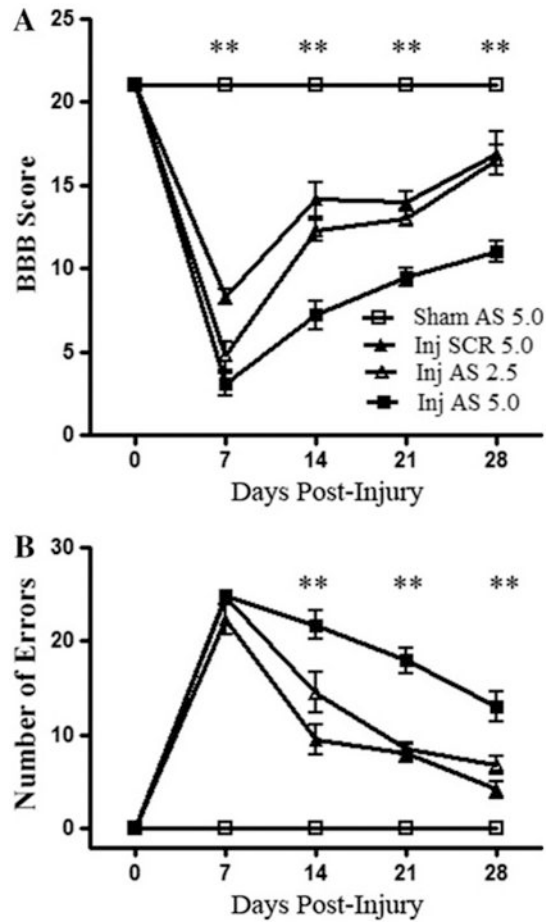 A
25
** ** ** **
20
15
10
5
0
BBB Score
Sham AS 5.0
Inj SCR 5.0
Inj AS 2.5
Inj AS 5.0
0 7 14 21 28
Days Post-Injury
B
30
** ** **
20
10
0
Number of Errors
0 7 14 21 28
Days Post-Injury